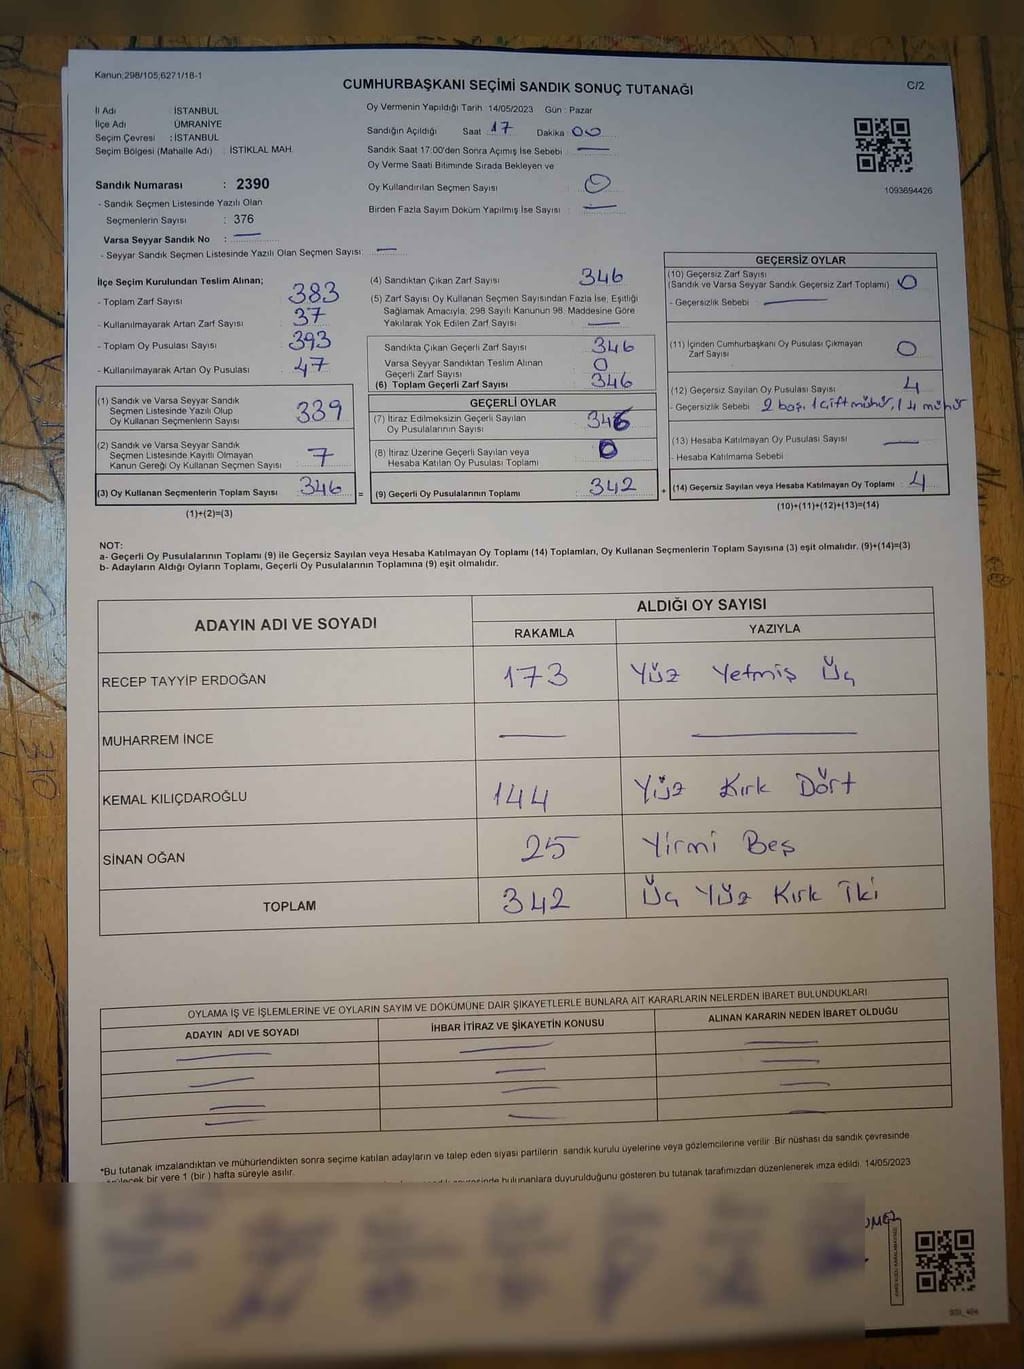 Kanun,298/105,6271/18-1
CUMHURBAŞKANI SEÇİMİ SANDIK SONUÇ TUTANAĞI
C/2
İl Adı İSTANBUL
İlçe Adı ÜMRANİYE
Seçim Çevresi : İSTANBUL
Seçim Bölgesi (Mahalle Adı) : İSTİKLAL MAH.
Sandık Numarası : 2390
- Sandık Seçmen Listesinde Yazılı Olan
Seçmenlerin Sayısı : 376
Varsa Seyyar Sandık No :
- Seyyar Sandık Seçmen Listesinde Yazılı Olan Seçmen Sayısı:
Oy Vermenin Yapıldığı Tarih 14/05/2023 Gün : Pazar
Sandığın Açıldığı Saat 17 Dakika 00
Sandık Saat 17:00'den Sonra Açımış İse Sebebi :
Oy Verme Saati Bitiminde Sırada Bekleyen ve
Oy Kullandırılan Seçmen Sayısı : 0
Birden Fazla Sayım Döküm Yapılmış İse Sayısı :
1093694426
İlçe Seçim Kurulundan Teslim Alınan;
- Toplam Zarf Sayısı 383
- Kullanılmayarak Artan Zarf Sayısı 37
- Toplam Oy Pusulası Sayısı 393
- Kullanılmayarak Artan Oy Pusulası 47
(1) Sandık ve Varsa Seyyar Sandık
Seçmen Listesinde Yazılı Olup
Oy Kullanan Seçmenlerin Sayısı 339
(2) Sandık ve Varsa Seyyar Sandık
Seçmen Listesinde Kayıtlı Olmayan
Kanun Gereği Oy Kullanan Seçmen Sayısı 7
(3) Oy Kullanan Seçmenlerin Toplam Sayısı 346 =
(1)+(2)=(3)
(4) Sandıktan Çıkan Zarf Sayısı 346
(5) Zarf Sayısı Oy Kullanan Seçmen Sayısından Fazla İse, Eşitliği
Sağlamak Amacıyla, 298 Sayılı Kanunun 98. Maddesine Göre
Yakılarak Yok Edilen Zarf Sayısı :
Sandıkta Çıkan Geçerli Zarf Sayısı 346
Varsa Seyyar Sandıktan Teslim Alınan
Geçerli Zarf Sayısı 0
(6) Toplam Geçerli Zarf Sayısı 346
GEÇERLİ OYLAR
(7) İtiraz Edilmeksizin Geçerli Sayılan
Oy Pusulalarının Sayısı 346
(8) İtiraz Üzerine Geçerli Sayılan veya
Hesaba Katılan Oy Pusulası Toplamı 0
(9) Geçerli Oy Pusulalarının Toplamı 342 +
GEÇERSİZ OYLAR
(10) Geçersiz Zarf Sayısı
(Sandık ve Varsa Seyyar Sandık Geçersiz Zarf Toplamı) : 0
- Geçersizlik Sebebi :
(11) İçinden Cumhurbaşkanı Oy Pusulası Çıkmayan
Zarf Sayısı 0
(12) Geçersiz Sayılan Oy Pusulası Sayısı 4
- Geçersizlik Sebebi 2 boş, 1 çift mühür, 1 4 mühür
(13) Hesaba Katılmayan Oy Pusulası Sayısı
- Hesaba Katılmama Sebebi
(14) Geçersiz Sayılan veya Hesaba Katılmayan Oy Toplamı : 4
(10)+(11)+(12)+(13)=(14)
NOT:
a- Geçerli Oy Pusulalarının Toplamı (9) ile Geçersiz Sayılan veya Hesaba Katılmayan Oy Toplamı (14) Toplamları, Oy Kullanan Seçmenlerin Toplam Sayısına (3) eşit olmalıdır. (9)+(14)=(3)
b- Adayların Aldığı Oyların Toplamı, Geçerli Oy Pusulalarının Toplamına (9) eşit olmalıdır.
ADAYIN ADI VE SOYADI
ALDIĞI OY SAYISI
RAKAMLA YAZIYLA
RECEP TAYYİP ERDOĞAN 173 Yüz Yetmiş Üç
MUHARREM İNCE
KEMAL KILIÇDAROĞLU 144 Yüz Kırk Dört
SİNAN OĞAN 25 Yirmi Beş
TOPLAM 342 Üç Yüz Kırk İki
OYLAMA İŞ VE İŞLEMLERİNE VE OYLARIN SAYIM VE DÖKÜMÜNE DAİR ŞİKAYETLERLE BUNLARA AİT KARARLARIN NELERDEN İBARET BULUNDUKLARI
ADAYIN ADI VE SOYADI İHBAR İTİRAZ VE ŞİKAYETİN KONUSU ALINAN KARARIN NEDEN İBARET OLDUĞU
*Bu tutanak imzalandıktan ve mühürlendikten sonra seçime katılan adayların ve talep eden siyasi partilerin sandık kurulu üyelerine veya gözlemcilerine verilir .Bir nüshası da sandık çevresinde
bir yere 1 (bir ) hafta süreyle asılır.
bulunanlara duyurulduğunu gösteren bu tutanak tarafımızdan düzenlenerek imza edildi. 14/05/2023